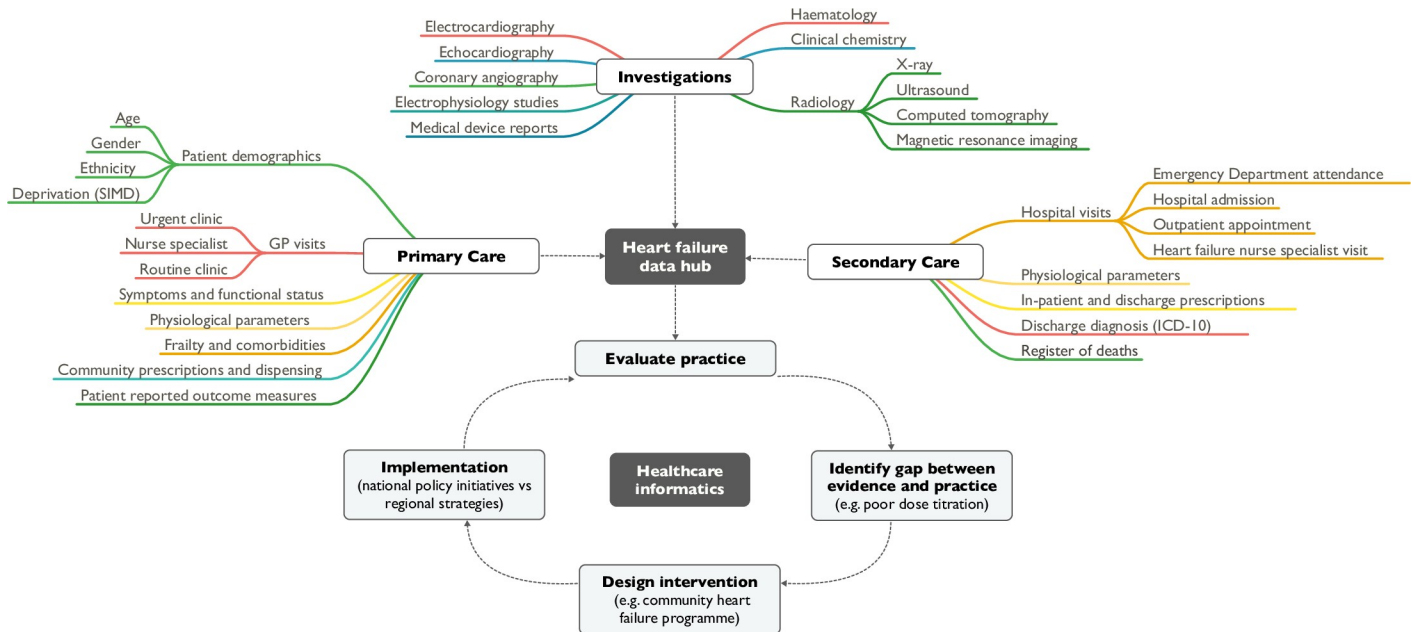 Electrocardiography
Echocardiography
Coronary angiography
Electrophysiology studies
Medical device reports
Investigations
Haematology
Clinical chemistry
Radiology
X-ray
Ultrasound
Computed tomography
Magnetic resonance imaging
Age
Gender
Ethnicity
Deprivation (SIMD)
Patient demographics
Urgent clinic
Nurse specialist
Routine clinic
GP visits
Symptoms and functional status
Physiological parameters
Frailty and comorbidities
Community prescriptions and dispensing
Patient reported outcome measures
Primary Care
Heart failure
data hub
Secondary Care
Hospital visits
Emergency Department attendance
Hospital admission
Outpatient appointment
Heart failure nurse specialist visit
Physiological parameters
In-patient and discharge prescriptions
Discharge diagnosis (ICD-10)
Register of deaths
Evaluate practice
Implementation
(national policy initiatives vs
regional strategies)
Healthcare
informatics
Identify gap between
evidence and practice
(e.g. poor dose titration)
Design intervention
(e.g. community heart
failure programme)